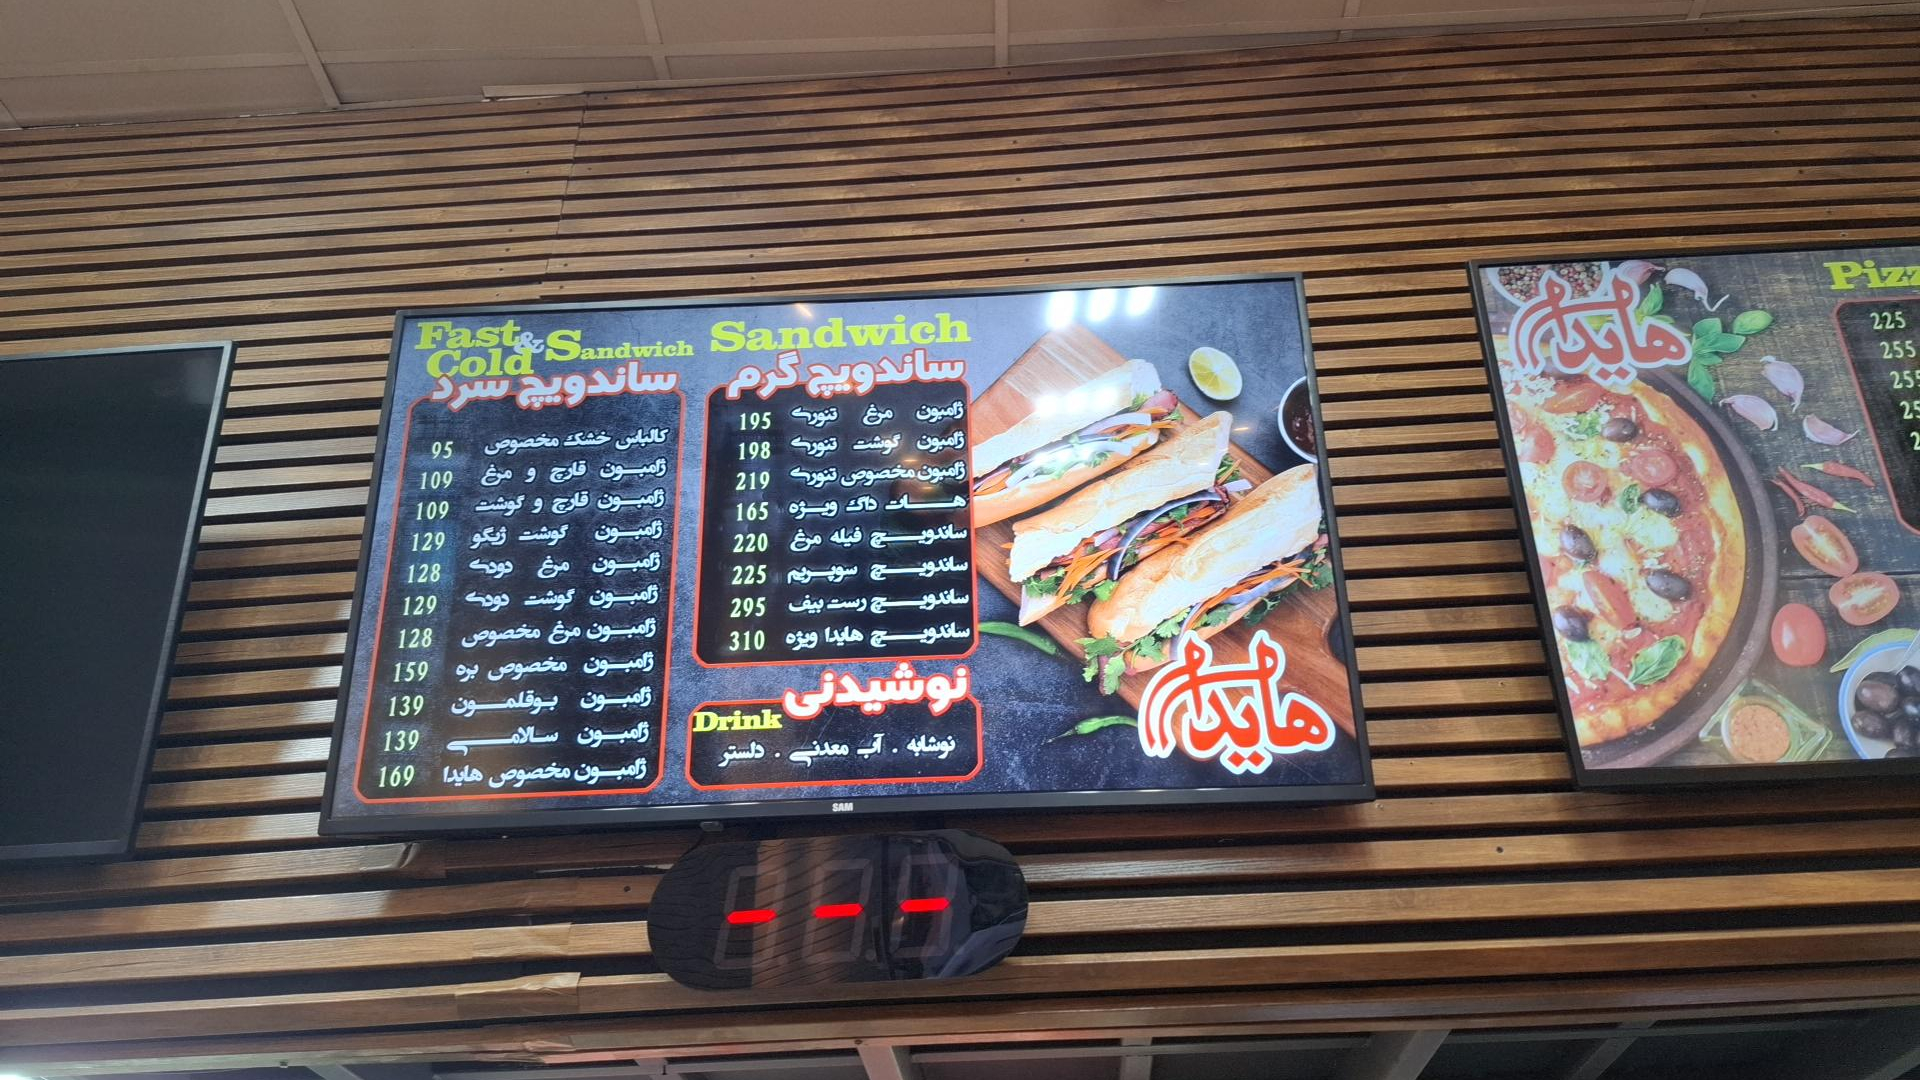 Fast & Cold Sandwich
ساندویچ سرد
کالباس خشک مخصوص 95
ژامبون قارچ و مرغ 109
ژامبون قارچ و گوشت 109
ژامبون گوشت ژیگو 129
ژامبون مرغ دودی 128
ژامبون گوشت دودی 129
ژامبون مرغ مخصوص 128
ژامبون مخصوص بره 159
ژامبون بوقلمون 139
ژامبون سالامی 139
ژامبون مخصوص هایدا 169
Sandwich
ساندویچ گرم
ژامبون مرغ تنوری 195
ژامبون گوشت تنوری 198
ژامبون مخصوص تنوری 219
هات داگ ویژه 165
ساندویچ فیله مرغ 220
ساندویچ سوپریم 225
ساندویچ رست بیف 295
ساندویچ هایدا ویژه 310
نوشیدنی
Drink
نوشابه . آب معدنی . دلستر
هایدا
SAM
هایدا
225
255